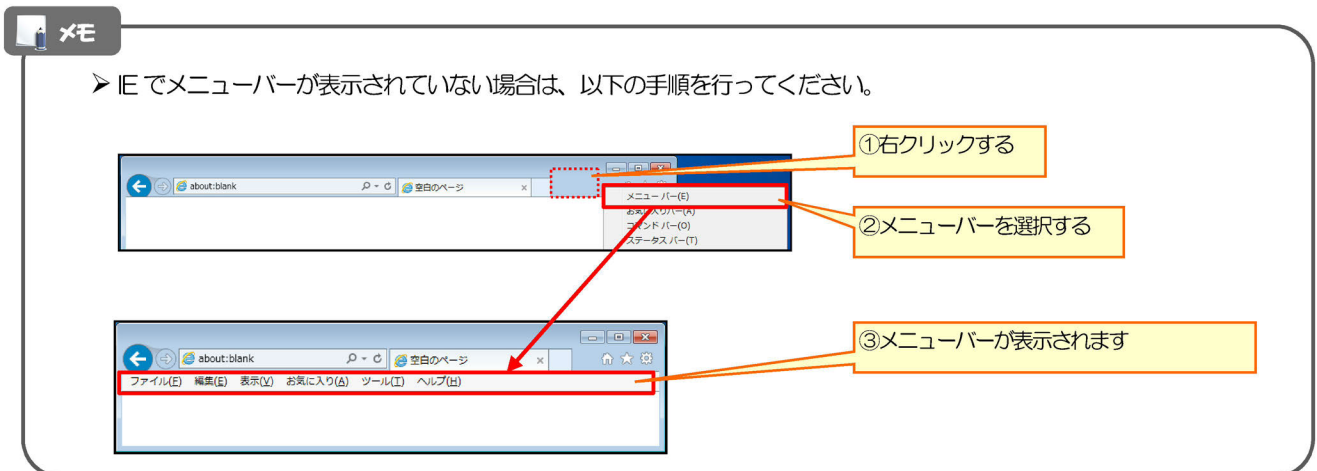 メモ
➢ IE でメニューバーが表示されていない場合は、以下の手順を行ってください。
①右クリックする
about:blank
空白のページ
メニュー バー(E)
お気に入りバー(A)
コマンド バー(O)
ステータス バー(T)
②メニューバーを選択する
③メニューバーが表示されます
about:blank
空白のページ
ファイル(F) 編集(E) 表示(V) お気に入り(A) ツール(T) ヘルプ(H)